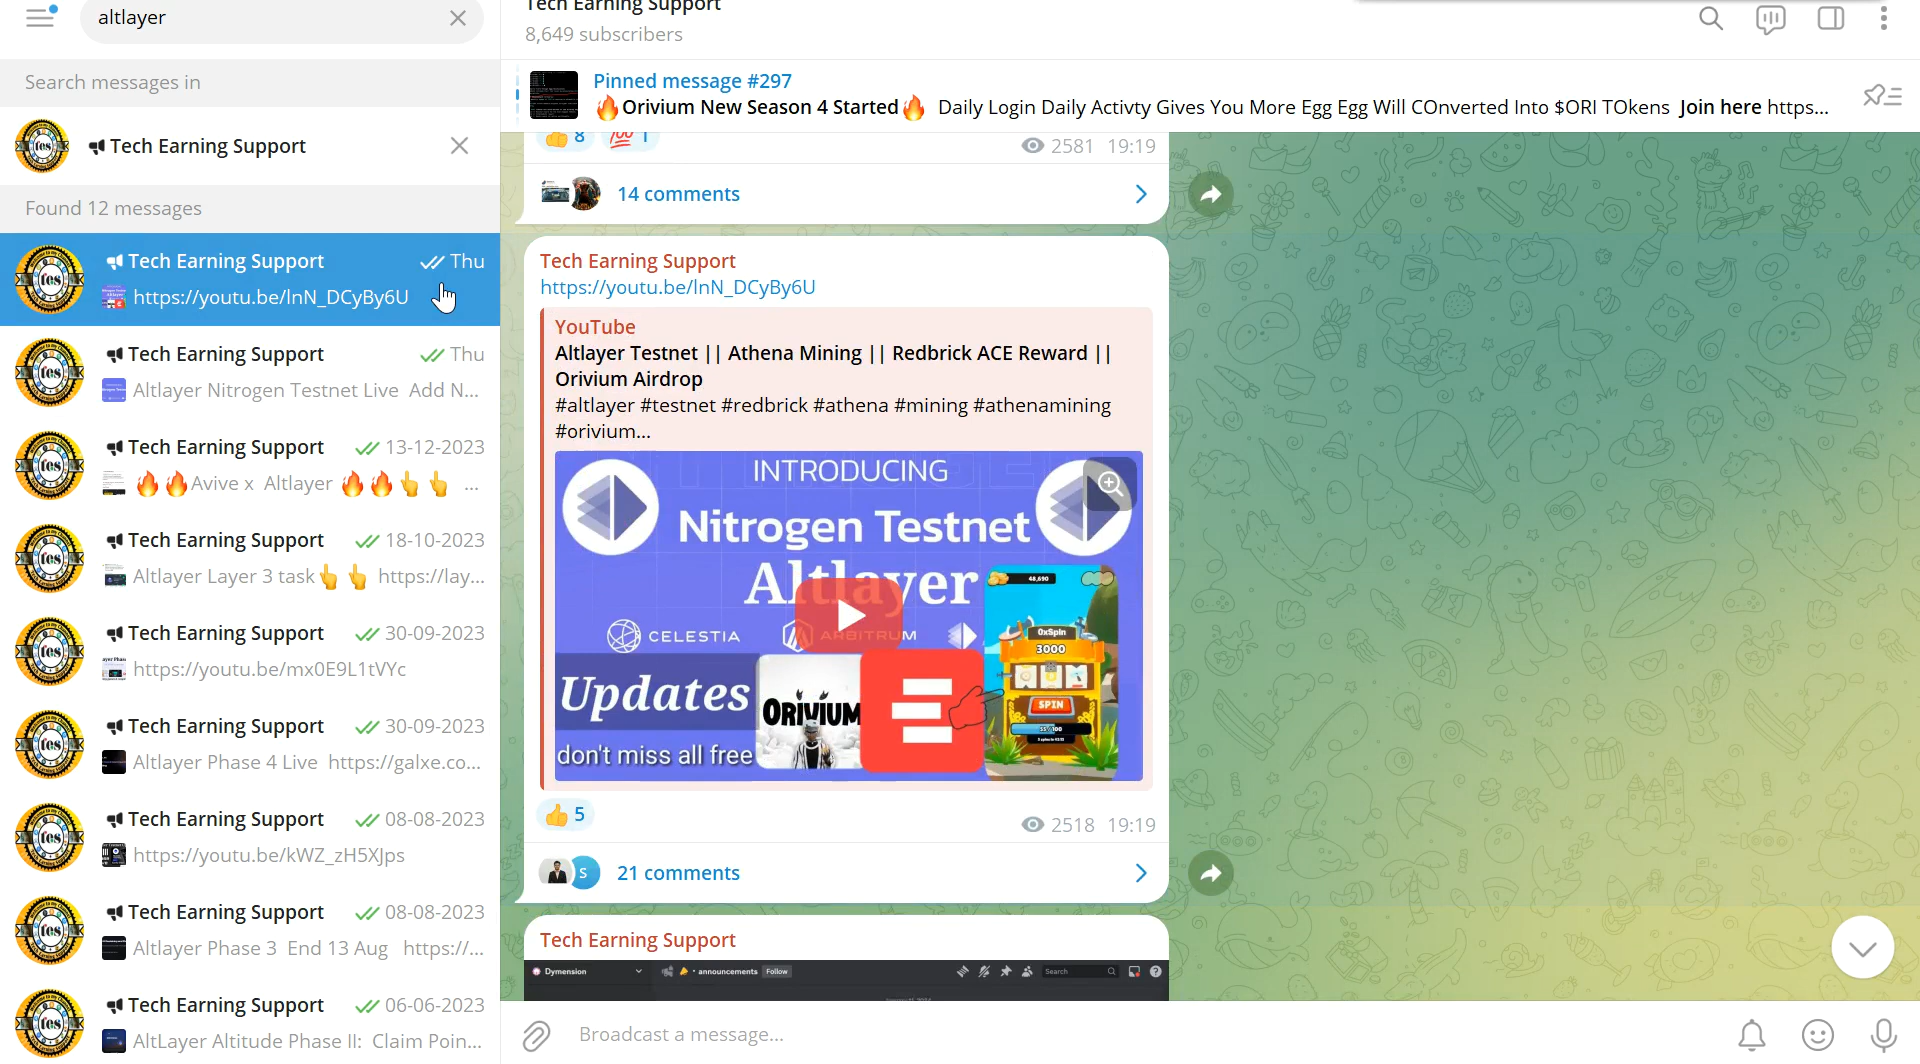 altlayer
Search messages in
Tech Earning Support
Found 12 messages
Tech Earning Support Thu
https://youtu.be/lnN_DCyBy6U
Tech Earning Support Thu
Altlayer Nitrogen Testnet Live Add N...
Tech Earning Support 13-12-2023
🔥🔥Avive x Altlayer 🔥🔥👆👆 ...
Tech Earning Support 18-10-2023
Altlayer Layer 3 task👆👆 https://lay...
Tech Earning Support 30-09-2023
https://youtu.be/mx0E9L1tVYc
Tech Earning Support 30-09-2023
Altlayer Phase 4 Live https://galxe.co...
Tech Earning Support 08-08-2023
https://youtu.be/kWZ_zH5XJps
Tech Earning Support 08-08-2023
Altlayer Phase 3 End 13 Aug https://...
Tech Earning Support 06-06-2023
AltLayer Altitude Phase II: Claim Poin...
Tech Earning Support
8,649 subscribers
Pinned message #297
🔥Orivium New Season 4 Started🔥 Daily Login Daily Activty Gives You More Egg Egg Will COnverted Into $ORI TOkens Join here https...
👍 8 💯 1 2581 19:19
14 comments
Tech Earning Support
https://youtu.be/lnN_DCyBy6U
YouTube
Altlayer Testnet || Athena Mining || Redbrick ACE Reward ||
Orivium Airdrop
#altlayer #testnet #redbrick #athena #mining #athenamining
#orivium...
INTRODUCING
Nitrogen Testnet
Altlayer
CELESTIA
ARBITRUM
48,690
0xSpin
3000
SPIN
Updates
ORIVIUM
don't miss all free
👍 5 2518 19:19
S
21 comments
Tech Earning Support
Dymension
announcements Follow
Search
Broadcast a message...